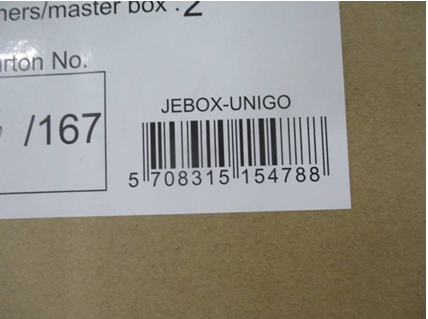 ners/master box : 2
rton No.
/167
JEBOX-UNIGO
5 708315 154788